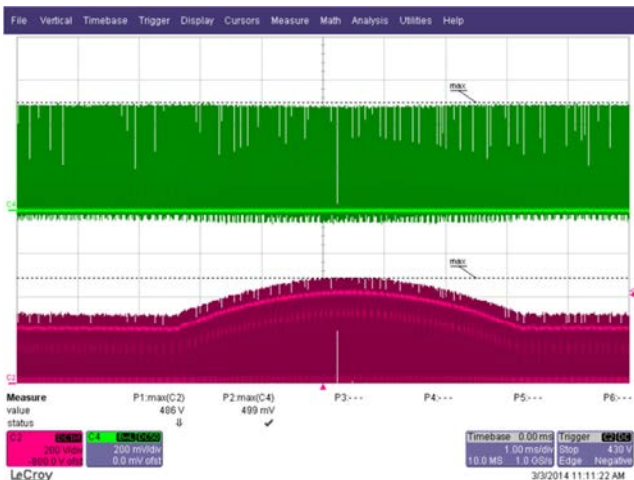 File Vertical Timebase Trigger Display Cursors Measure Math Analysis Utilities Help
max
C4
max
C2
Measure P1:max(C2) P2:max(C4) P3:--- P4:--- P5:--- P6:---
value 486 V 499 mV
status
C2 DC1M C4 BwL DC50 Timebase 0.00 ms Trigger C2 DC
200 V/div 200 mV/div 1.00 ms/div Stop 430 V
-800.0 V ofst 0.0 mV ofst 10.0 MS 1.0 GS/s Edge Negative
LeCroy 3/3/2014 11:11:22 AM